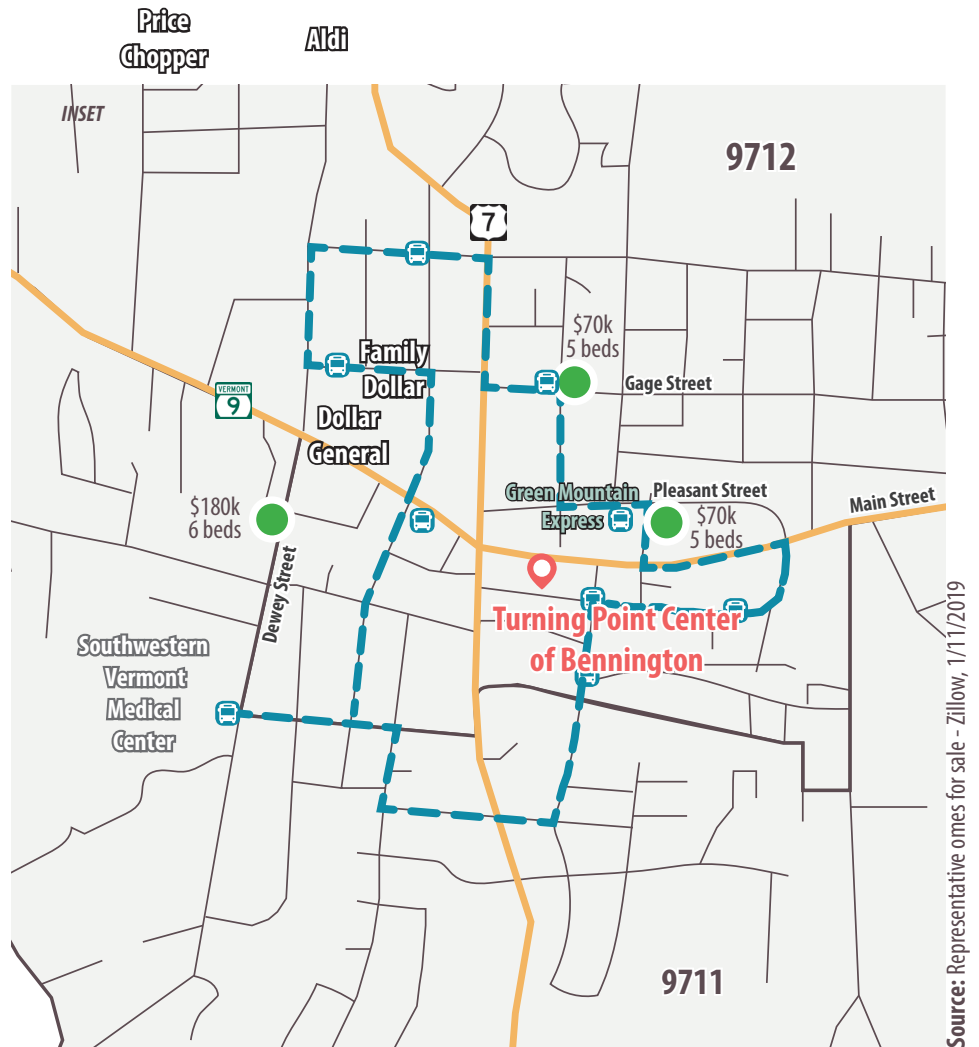 Price
Chopper
Aldi
INSET
9712
7
$70k
5 beds
Family
Dollar
Gage Street
VERMONT
9
Dollar
General
Green Mountain
Express
Pleasant Street
$70k
5 beds
Main Street
$180k
6 beds
Dewey Street
Turning Point Center
of Bennington
Southwestern
Vermont
Medical
Center
9711
Source: Representative omes for sale - Zillow, 1/11/2019